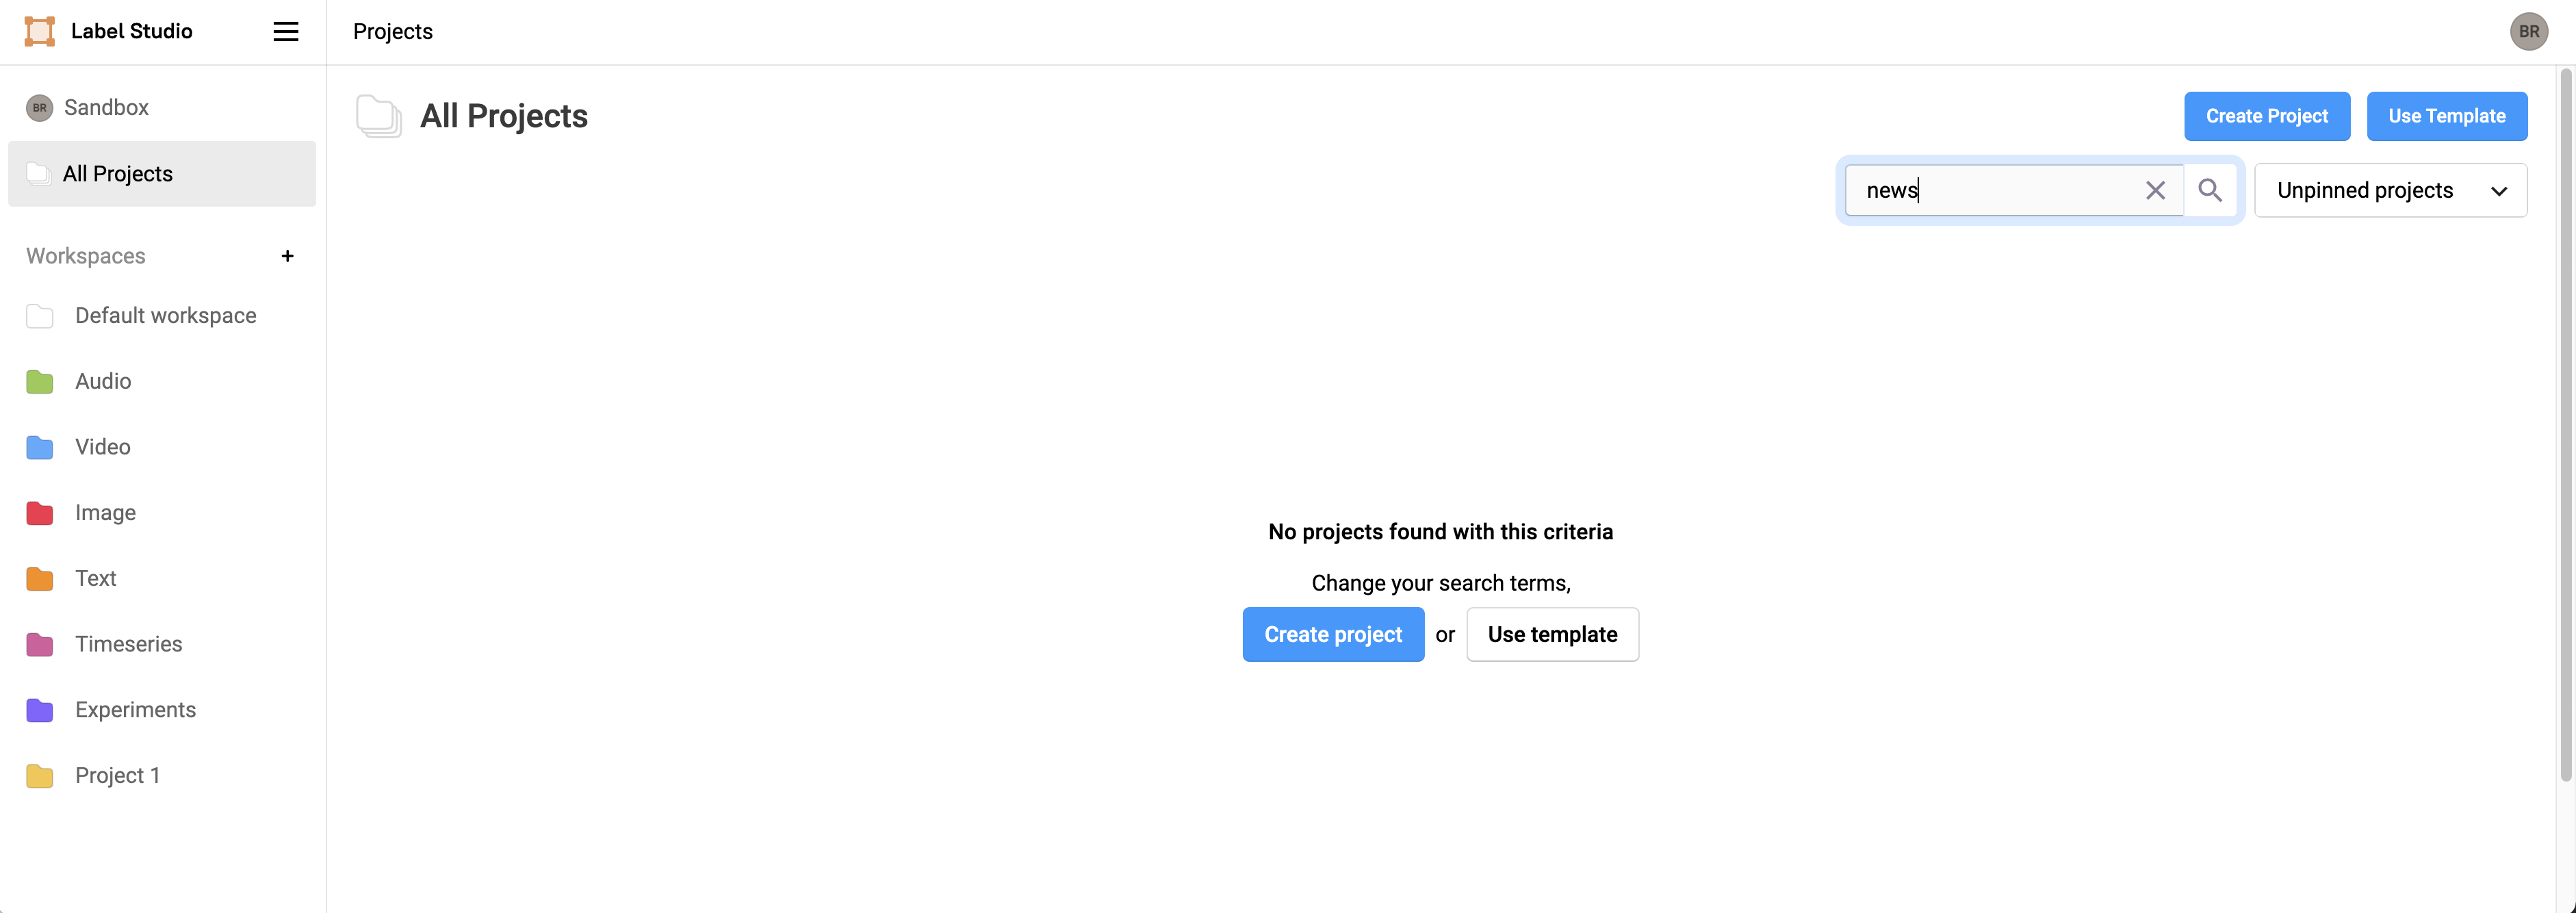 Label Studio
Projects
BR
BR Sandbox
All Projects
Workspaces +
Default workspace
Audio
Video
Image
Text
Timeseries
Experiments
Project 1
All Projects
Create Project
Use Template
news
Unpinned projects
No projects found with this criteria
Change your search terms,
Create project or Use template